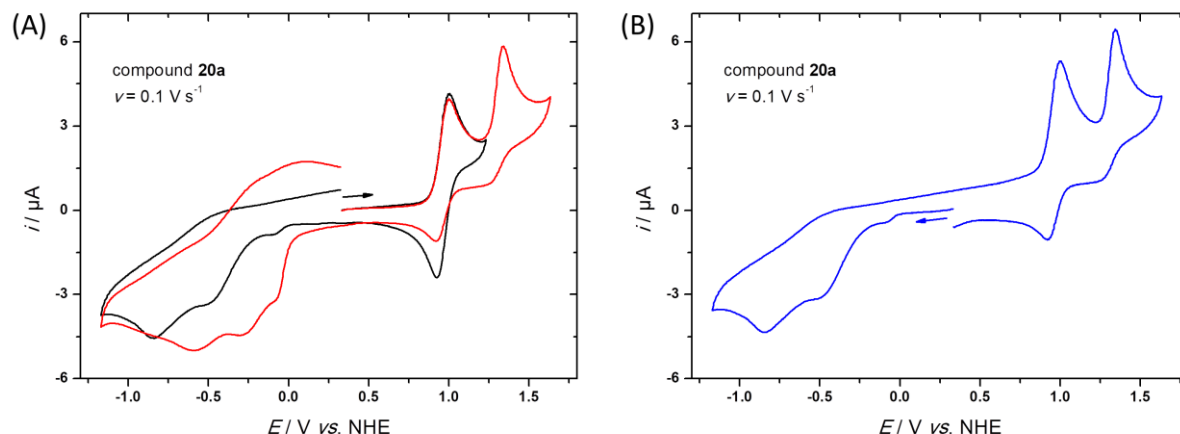 (A)
6
3
0
-3
-6
i / μA
compound 20a
v = 0.1 V s⁻¹
-1.0 -0.5 0.0 0.5 1.0 1.5
E / V vs. NHE
(B)
6
3
0
-3
-6
i / μA
compound 20a
v = 0.1 V s⁻¹
-1.0 -0.5 0.0 0.5 1.0 1.5
E / V vs. NHE